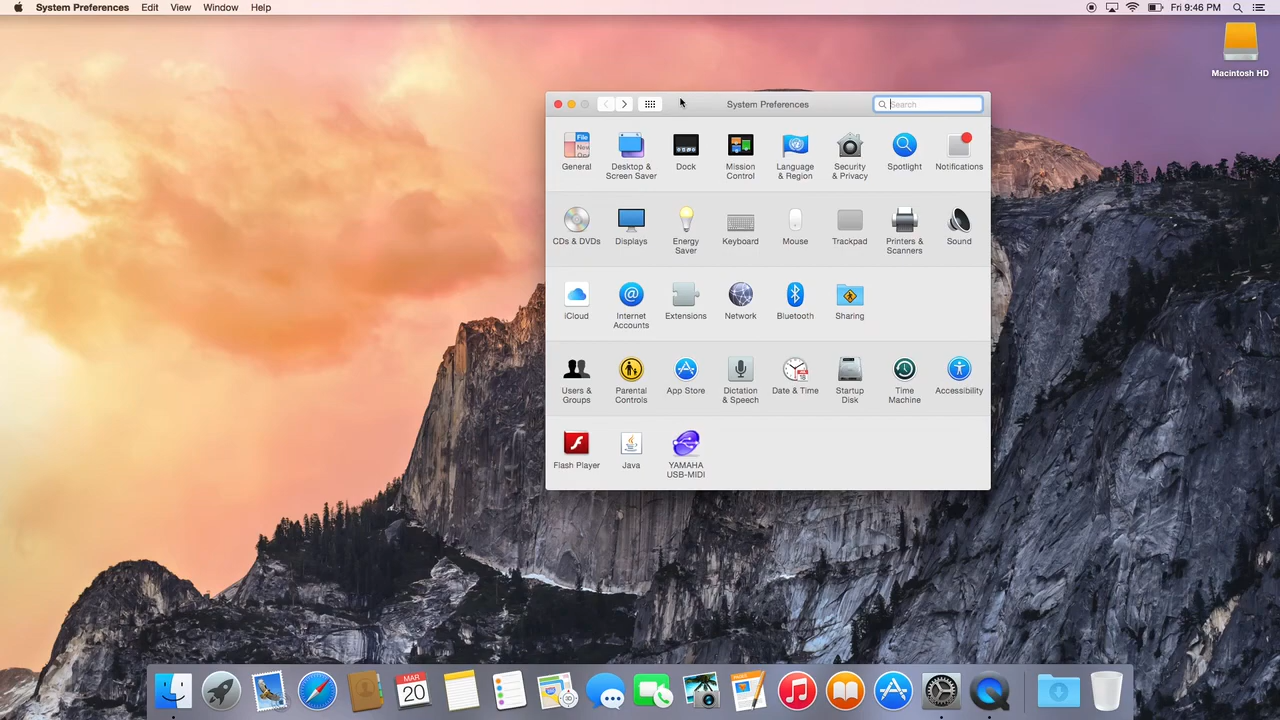 System Preferences Edit View Window Help Fri 9:46 PM
Macintosh HD
System Preferences Search
General Desktop & Screen Saver Dock Mission Control Language & Region Security & Privacy Spotlight Notifications
CDs & DVDs Displays Energy Saver Keyboard Mouse Trackpad Printers & Scanners Sound
iCloud Internet Accounts Extensions Network Bluetooth Sharing
Users & Groups Parental Controls App Store Dictation & Speech Date & Time Startup Disk Time Machine Accessibility
Flash Player Java YAMAHA USB-MIDI
File
New
MAR
20